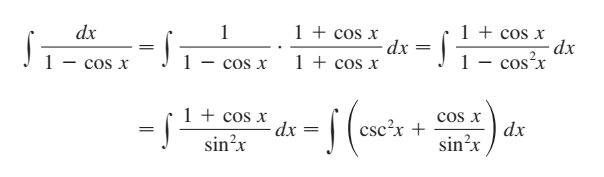 ∫ dx/(1 − cos x) = ∫ 1/(1 − cos x) · (1 + cos x)/(1 + cos x) dx = ∫ (1 + cos x)/(1 − cos²x) dx
= ∫ (1 + cos x)/(sin²x) dx = ∫ (csc²x + (cos x)/(sin²x)) dx